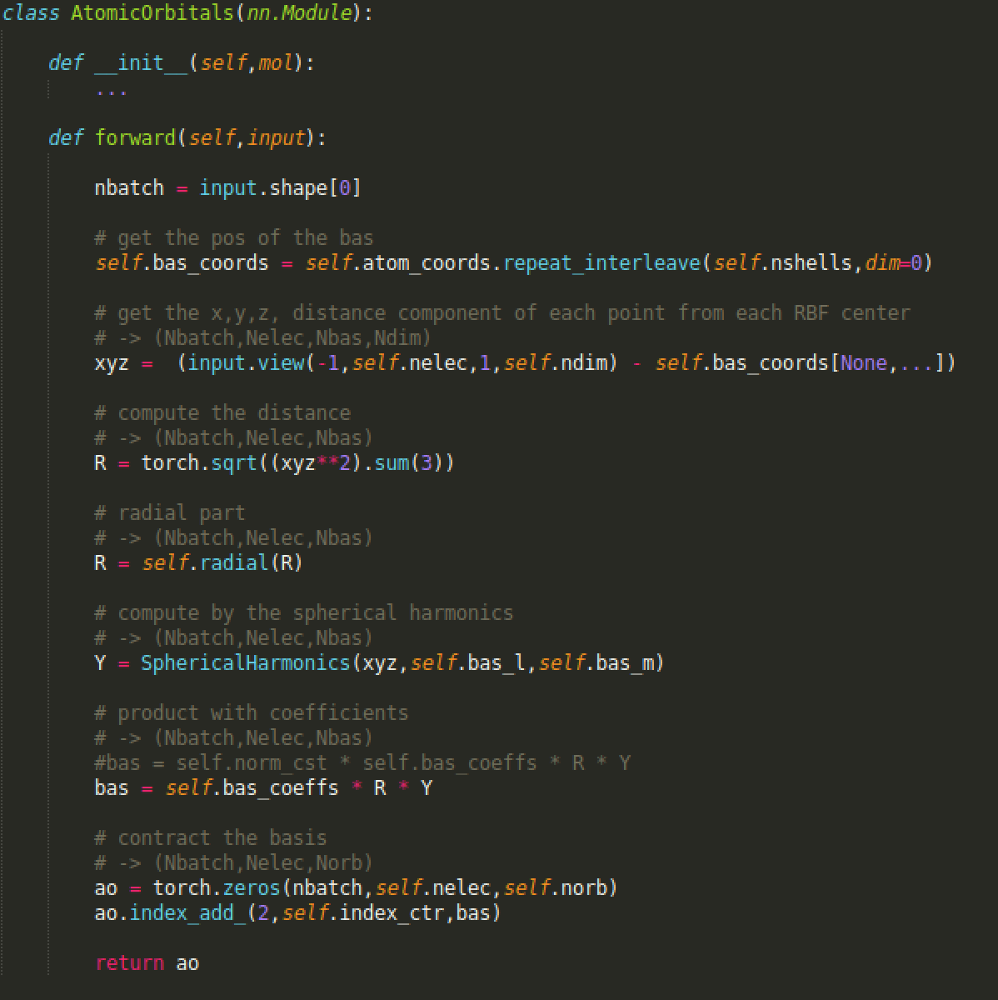 class AtomicOrbitals(nn.Module):
def __init__(self,mol):
...
def forward(self,input):
nbatch = input.shape[0]
# get the pos of the bas
self.bas_coords = self.atom_coords.repeat_interleave(self.nshells,dim=0)
# get the x,y,z, distance component of each point from each RBF center
# -> (Nbatch,Nelec,Nbas,Ndim)
xyz =  (input.view(-1,self.nelec,1,self.ndim) - self.bas_coords[None,...])
# compute the distance
# -> (Nbatch,Nelec,Nbas)
R = torch.sqrt((xyz**2).sum(3))
# radial part
# -> (Nbatch,Nelec,Nbas)
R = self.radial(R)
# compute by the spherical harmonics
# -> (Nbatch,Nelec,Nbas)
Y = SphericalHarmonics(xyz,self.bas_l,self.bas_m)
# product with coefficients
# -> (Nbatch,Nelec,Nbas)
#bas = self.norm_cst * self.bas_coeffs * R * Y
bas = self.bas_coeffs * R * Y
# contract the basis
# -> (Nbatch,Nelec,Norb)
ao = torch.zeros(nbatch,self.nelec,self.norb)
ao.index_add_(2,self.index_ctr,bas)
return ao